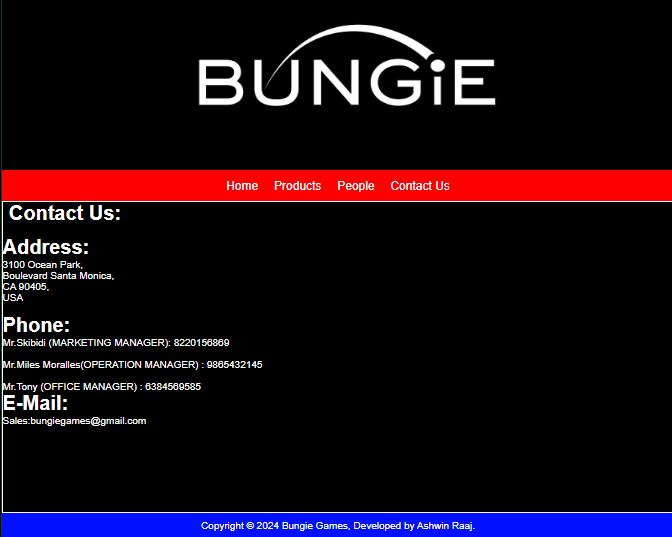 BUNGiE
Home Products People Contact Us
Contact Us:
Address:
3100 Ocean Park,
Boulevard Santa Monica,
CA 90405,
USA
Phone:
Mr.Skibidi (MARKETING MANAGER): 8220156869
Mr.Miles Moralles(OPERATION MANAGER) : 9865432145
Mr.Tony (OFFICE MANAGER) : 6384569585
E-Mail:
Sales:bungiegames@gmail.com
Copyright © 2024 Bungie Games, Developed by Ashwin Raaj.